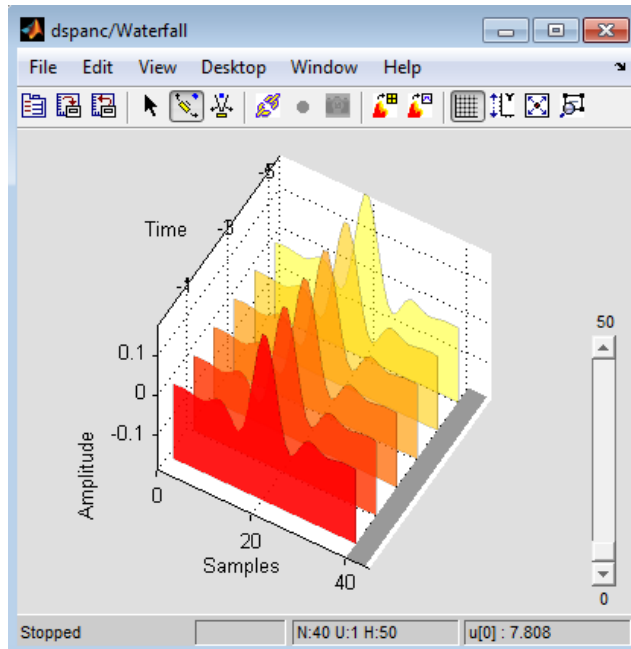 dspanc/Waterfall
File Edit View Desktop Window Help
-5
Time -3
-1
50
0.1
0
-0.1
Amplitude
0
20
Samples
40
0
Stopped N:40 U:1 H:50 u[0] : 7.808